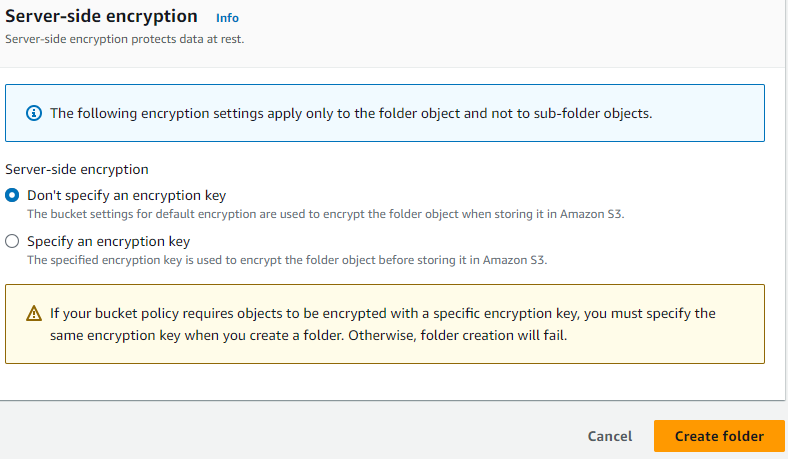 Server-side encryption Info
Server-side encryption protects data at rest.
The following encryption settings apply only to the folder object and not to sub-folder objects.
Server-side encryption
Don't specify an encryption key
The bucket settings for default encryption are used to encrypt the folder object when storing it in Amazon S3.
Specify an encryption key
The specified encryption key is used to encrypt the folder object before storing it in Amazon S3.
If your bucket policy requires objects to be encrypted with a specific encryption key, you must specify the
same encryption key when you create a folder. Otherwise, folder creation will fail.
Cancel Create folder